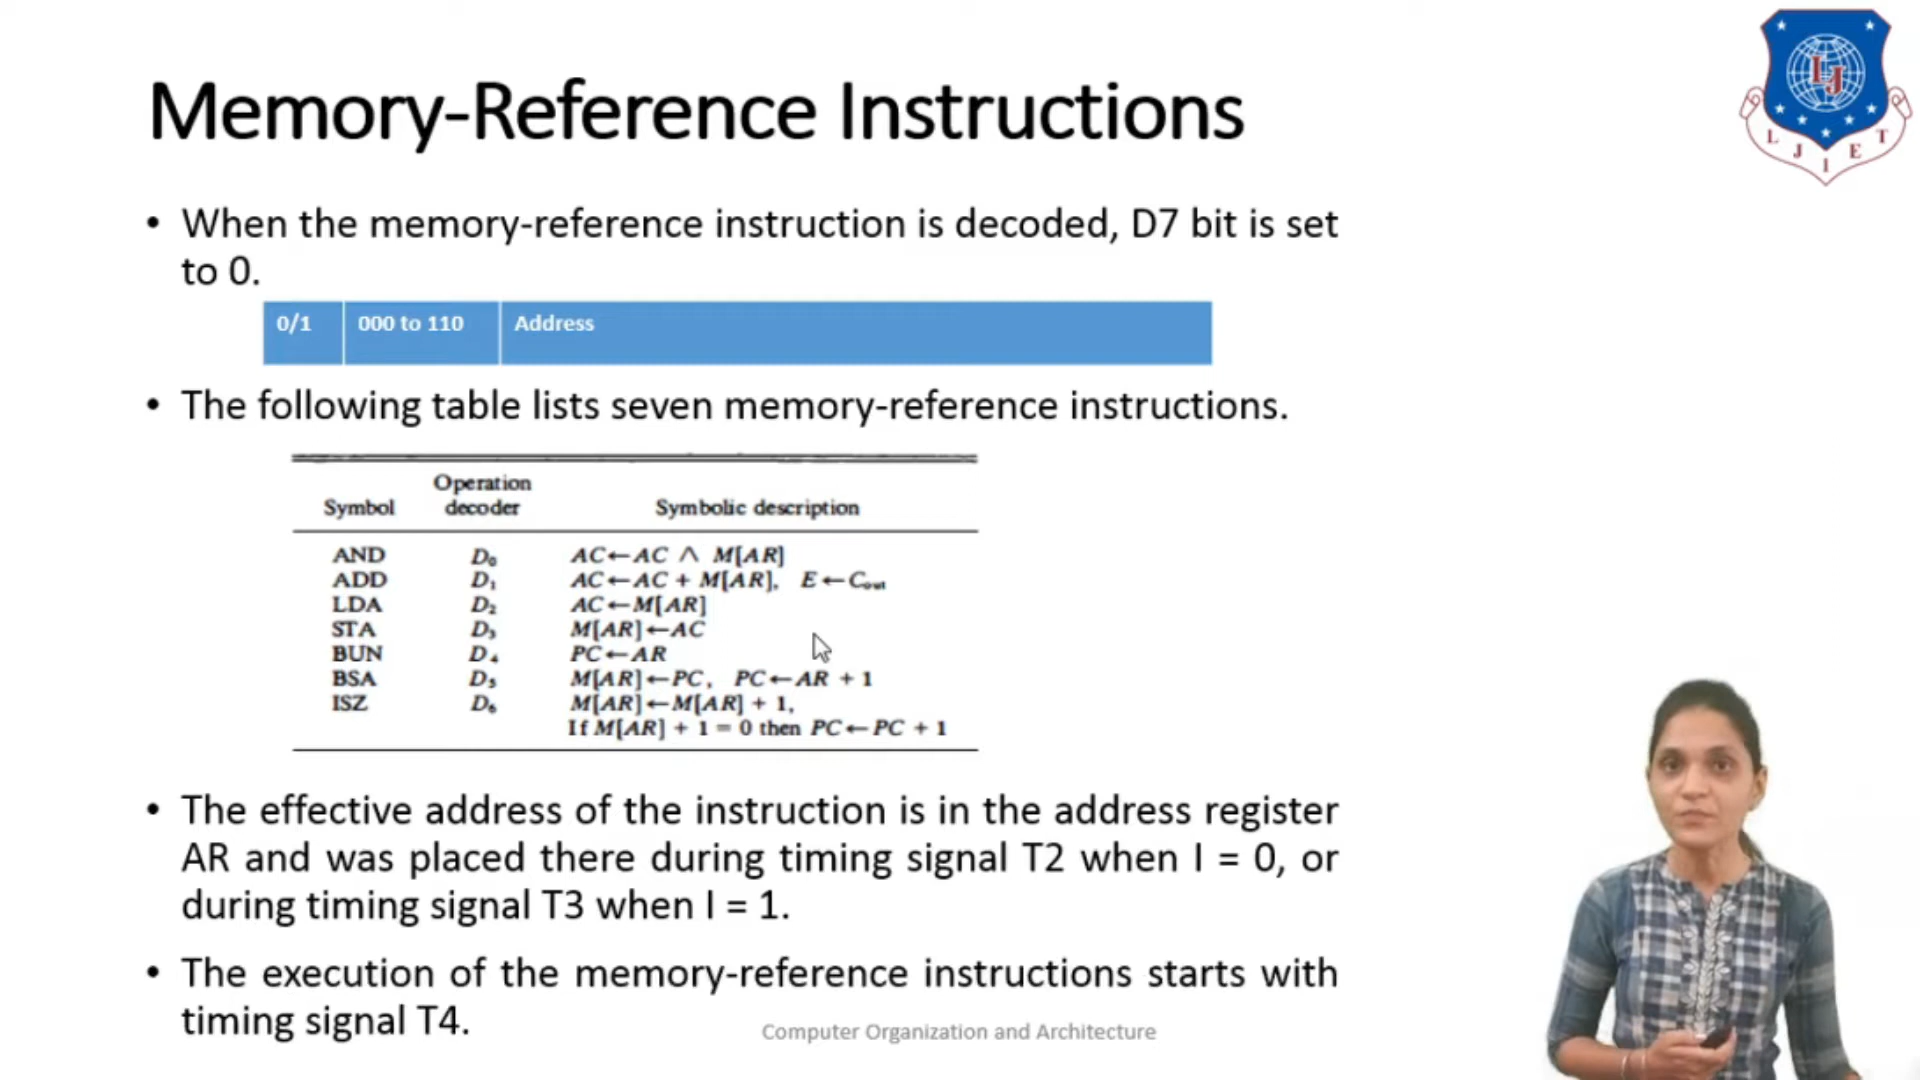 Memory-Reference Instructions
L J I E T
LJ
• When the memory-reference instruction is decoded, D7 bit is set
to 0.
0/1 000 to 110 Address
• The following table lists seven memory-reference instructions.
Symbol Operation decoder Symbolic description
AND D₀ AC←AC ∧ M[AR]
ADD D₁ AC←AC + M[AR], E←Cout
LDA D₂ AC←M[AR]
STA D₃ M[AR]←AC
BUN D₄ PC←AR
BSA D₅ M[AR]←PC, PC←AR + 1
ISZ D₆ M[AR]←M[AR] + 1,
If M[AR] + 1 = 0 then PC←PC + 1
• The effective address of the instruction is in the address register
AR and was placed there during timing signal T2 when I = 0, or
during timing signal T3 when I = 1.
• The execution of the memory-reference instructions starts with
timing signal T4.
Computer Organization and Architecture